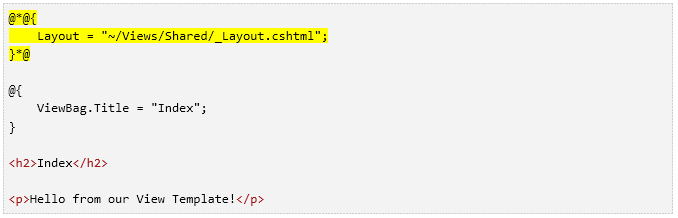 @*@{
    Layout = "~/Views/Shared/_Layout.cshtml";
}*@

@{
    ViewBag.Title = "Index";
}

<h2>Index</h2>

<p>Hello from our View Template!</p>